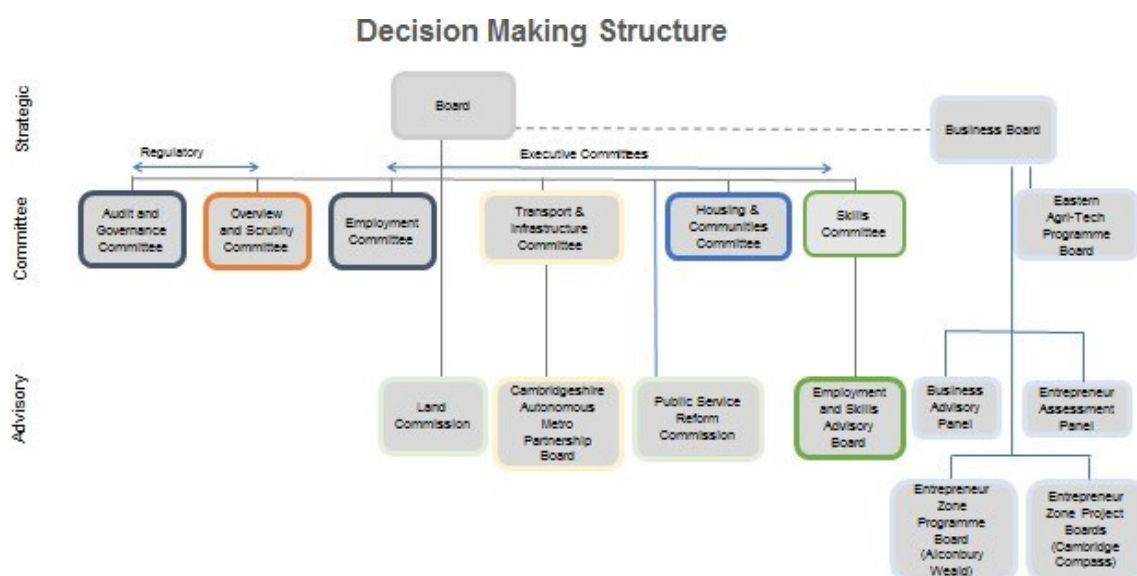 Decision Making Structure
Strategic
Board
Business Board
Regulatory
Executive Committees
Committee
Audit and
Governance
Committee
Overview
and Scrutiny
Committee
Employment
Committee
Transport &
Infrastructure
Committee
Housing &
Communities
Committee
Skills
Committee
Eastern
Agri-Tech
Programme
Board
Advisory
Land
Commission
Cambridgeshire
Autonomous
Metro
Partnership
Board
Public Service
Reform
Commission
Employment
and Skills
Advisory
Board
Business
Advisory
Panel
Entrepreneur
Assessment
Panel
Entrepreneur
Zone
Programme
Board
(Alconbury
Weald)
Entrepreneur
Zone Project
Boards
(Cambridge
Compass)